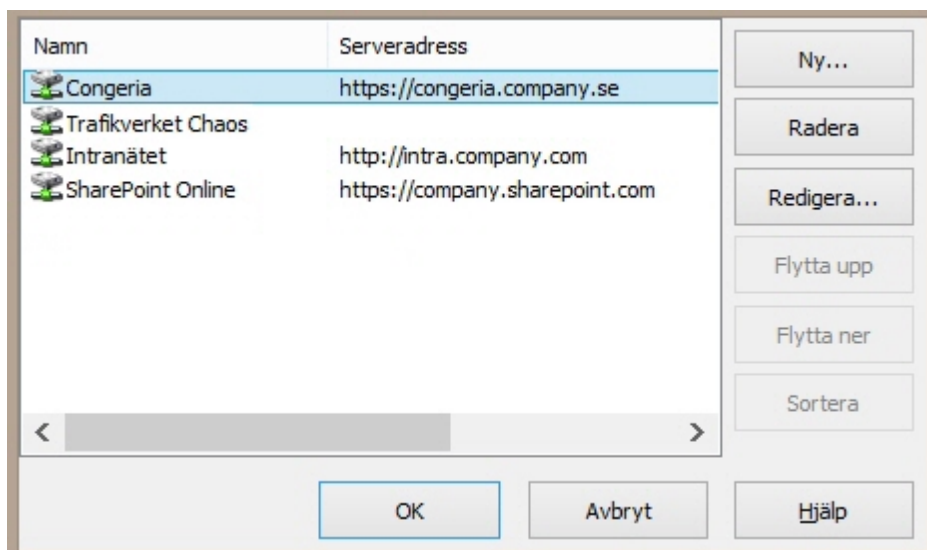 Namn Serveradress
Congeria https://congeria.company.se
Trafikverket Chaos
Intranätet http://intra.company.com
SharePoint Online https://company.sharepoint.com
Ny...
Radera
Redigera...
Flytta upp
Flytta ner
Sortera
OK Avbryt Hjälp